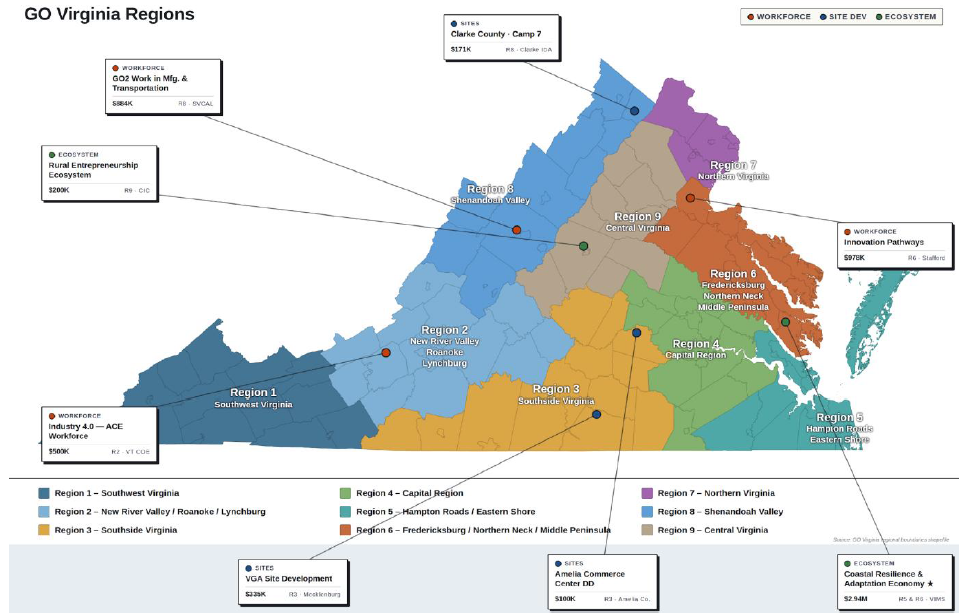 GO Virginia Regions
WORKFORCE
SITE DEV
ECOSYSTEM
SITES
Clarke County · Camp 7
$171K
R8 · Clarke IDA
WORKFORCE
GO2 Work in Mfg. &
Transportation
$884K
R8 · SVCAL
ECOSYSTEM
Rural Entrepreneurship
Ecosystem
$200K
R9 · CIC
WORKFORCE
Innovation Pathways
$978K
R6 · Stafford
WORKFORCE
Industry 4.0 — ACE
Workforce
$500K
R2 · VT COE
Region 7
Northern Virginia
Region 8
Shenandoah Valley
Region 9
Central Virginia
Region 6
Fredericksburg
Northern Neck
Middle Peninsula
Region 2
New River Valley
Roanoke
Lynchburg
Region 4
Capital Region
Region 1
Southwest Virginia
Region 3
Southside Virginia
Region 5
Hampton Roads
Eastern Shore
Region 1 – Southwest Virginia
Region 2 – New River Valley / Roanoke / Lynchburg
Region 3 – Southside Virginia
Region 4 – Capital Region
Region 5 – Hampton Roads / Eastern Shore
Region 6 – Fredericksburg / Northern Neck / Middle Peninsula
Region 7 – Northern Virginia
Region 8 – Shenandoah Valley
Region 9 – Central Virginia
Source: GO Virginia regional boundaries shapefile
SITES
VGA Site Development
$335K
R3 · Mecklenburg
SITES
Amelia Commerce
Center DD
$100K
R3 · Amelia Co.
ECOSYSTEM
Coastal Resilience &
Adaptation Economy ★
$2.94M
R5 & R6 · VIMS